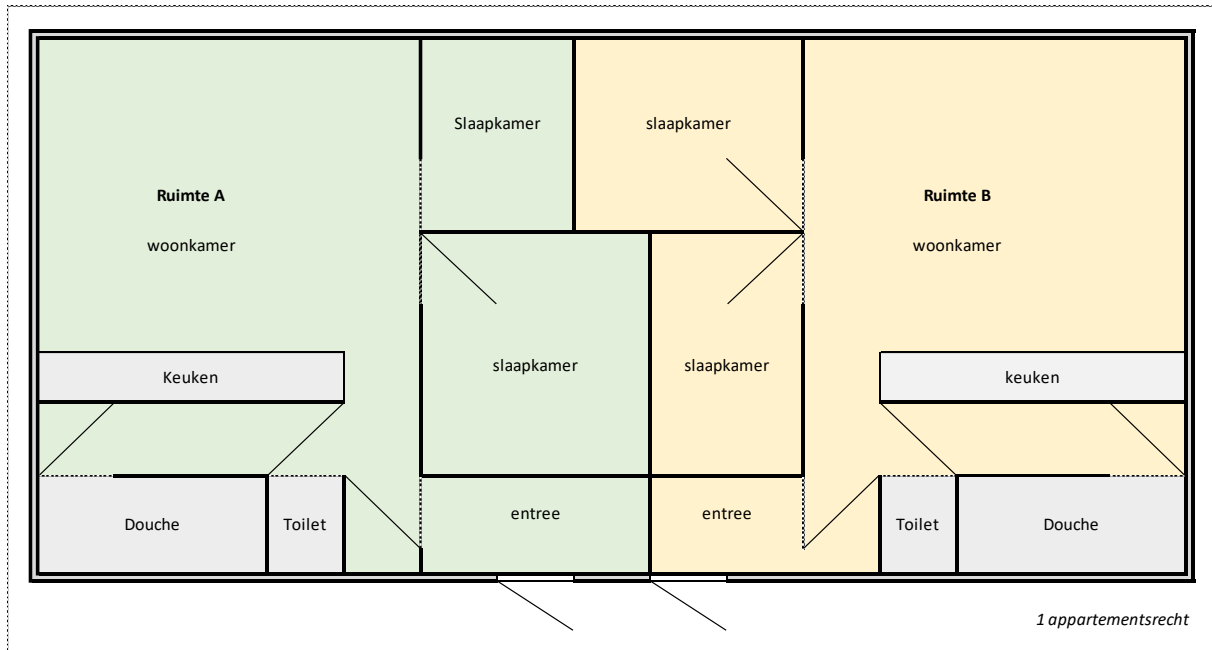 Slaapkamer
slaapkamer
Ruimte A
woonkamer
Ruimte B
woonkamer
slaapkamer
slaapkamer
Keuken
keuken
Douche
Toilet
entree
entree
Toilet
Douche
1 appartementsrecht